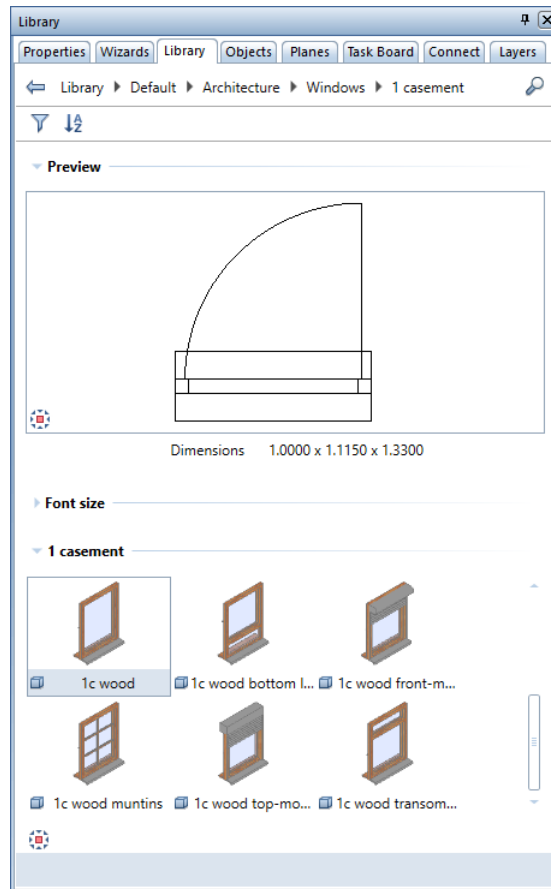 Library
Properties Wizards Library Objects Planes Task Board Connect Layers
Library Default Architecture Windows 1 casement
Preview
Dimensions 1.0000 x 1.1150 x 1.3300
Font size
1 casement
1c wood 1c wood bottom l... 1c wood front-m...
1c wood muntins 1c wood top-mo... 1c wood transom...